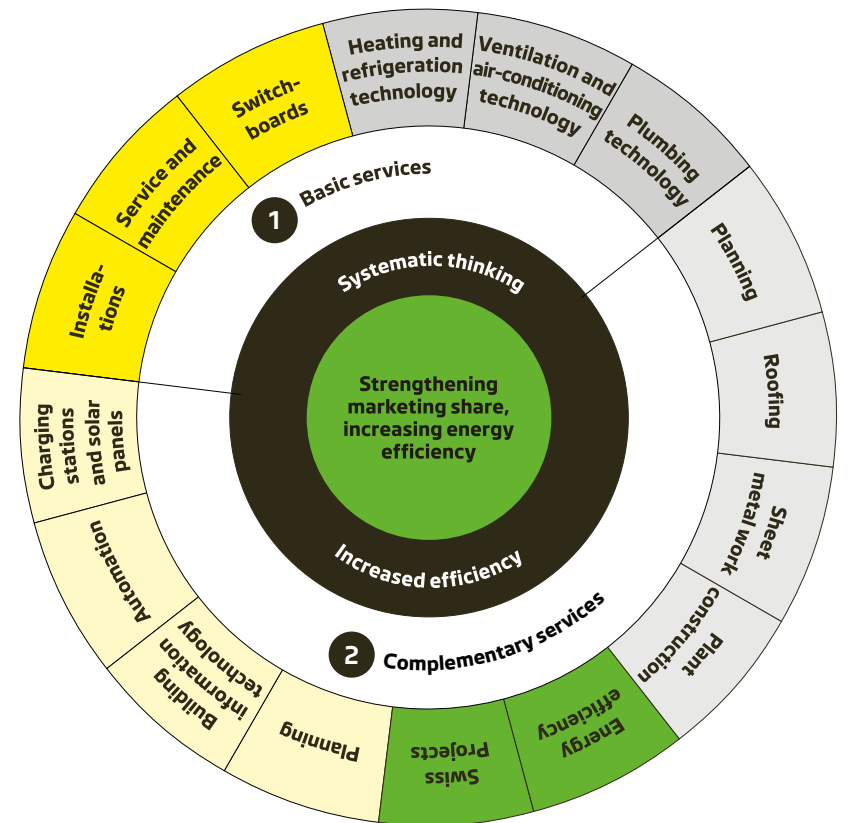 Heating and
refrigeration
technology
Ventilation and
air-conditioning
technology
Plumbing
technology
Planning
Roofing
Sheet
metal work
Plant
construction
Energy
efficiency
Swiss
Projects
Planning
Building
information
technology
Automation
Charging
stations
and solar
panels
Installa-
tions
Service and
maintenance
Switch-
boards
1
Basic services
Systematic thinking
Strengthening
marketing share,
increasing energy
efficiency
Increased efficiency
2
Complementary services